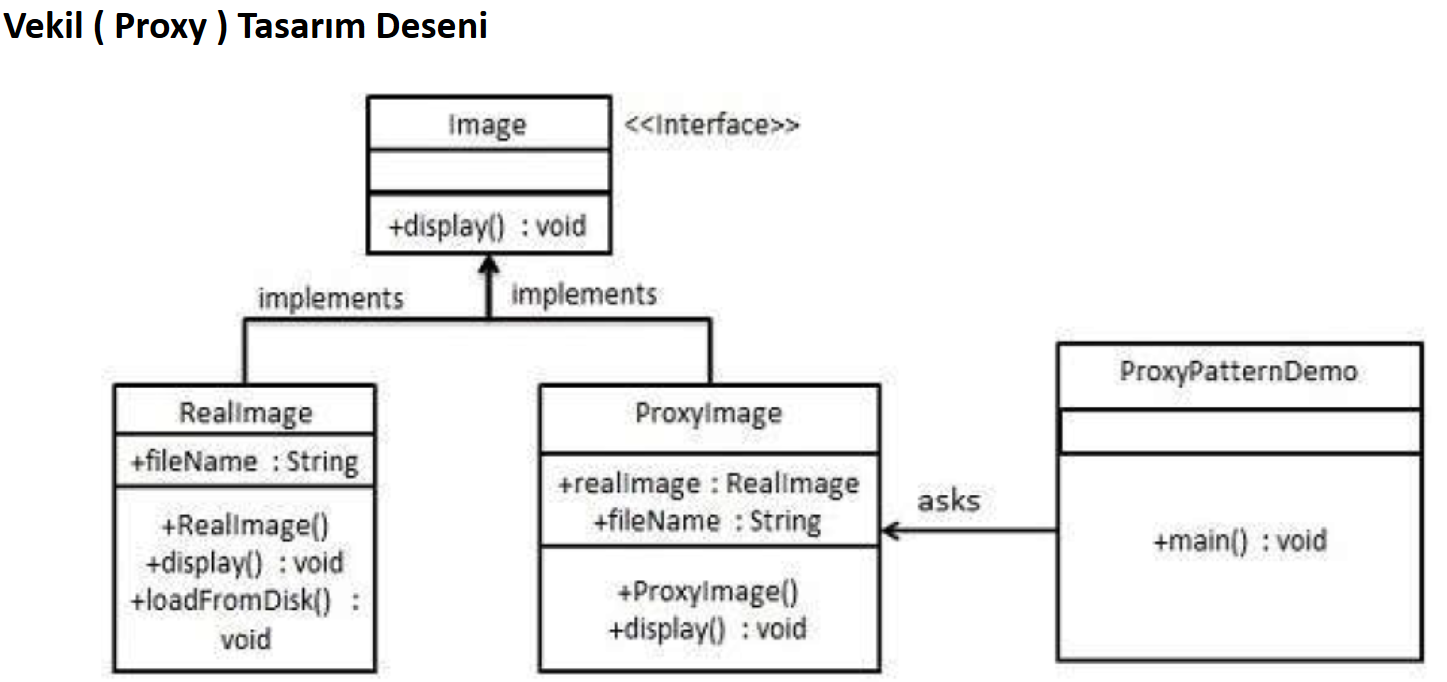 Vekil ( Proxy ) Tasarım Deseni
Image
<<Interface>>
+display() : void
implements
implements
RealImage
+fileName : String
+RealImage()
+display() : void
+loadFromDisk() :
void
ProxyImage
+realImage : RealImage
+fileName : String
+ProxyImage()
+display() : void
asks
ProxyPatternDemo
+main() : void